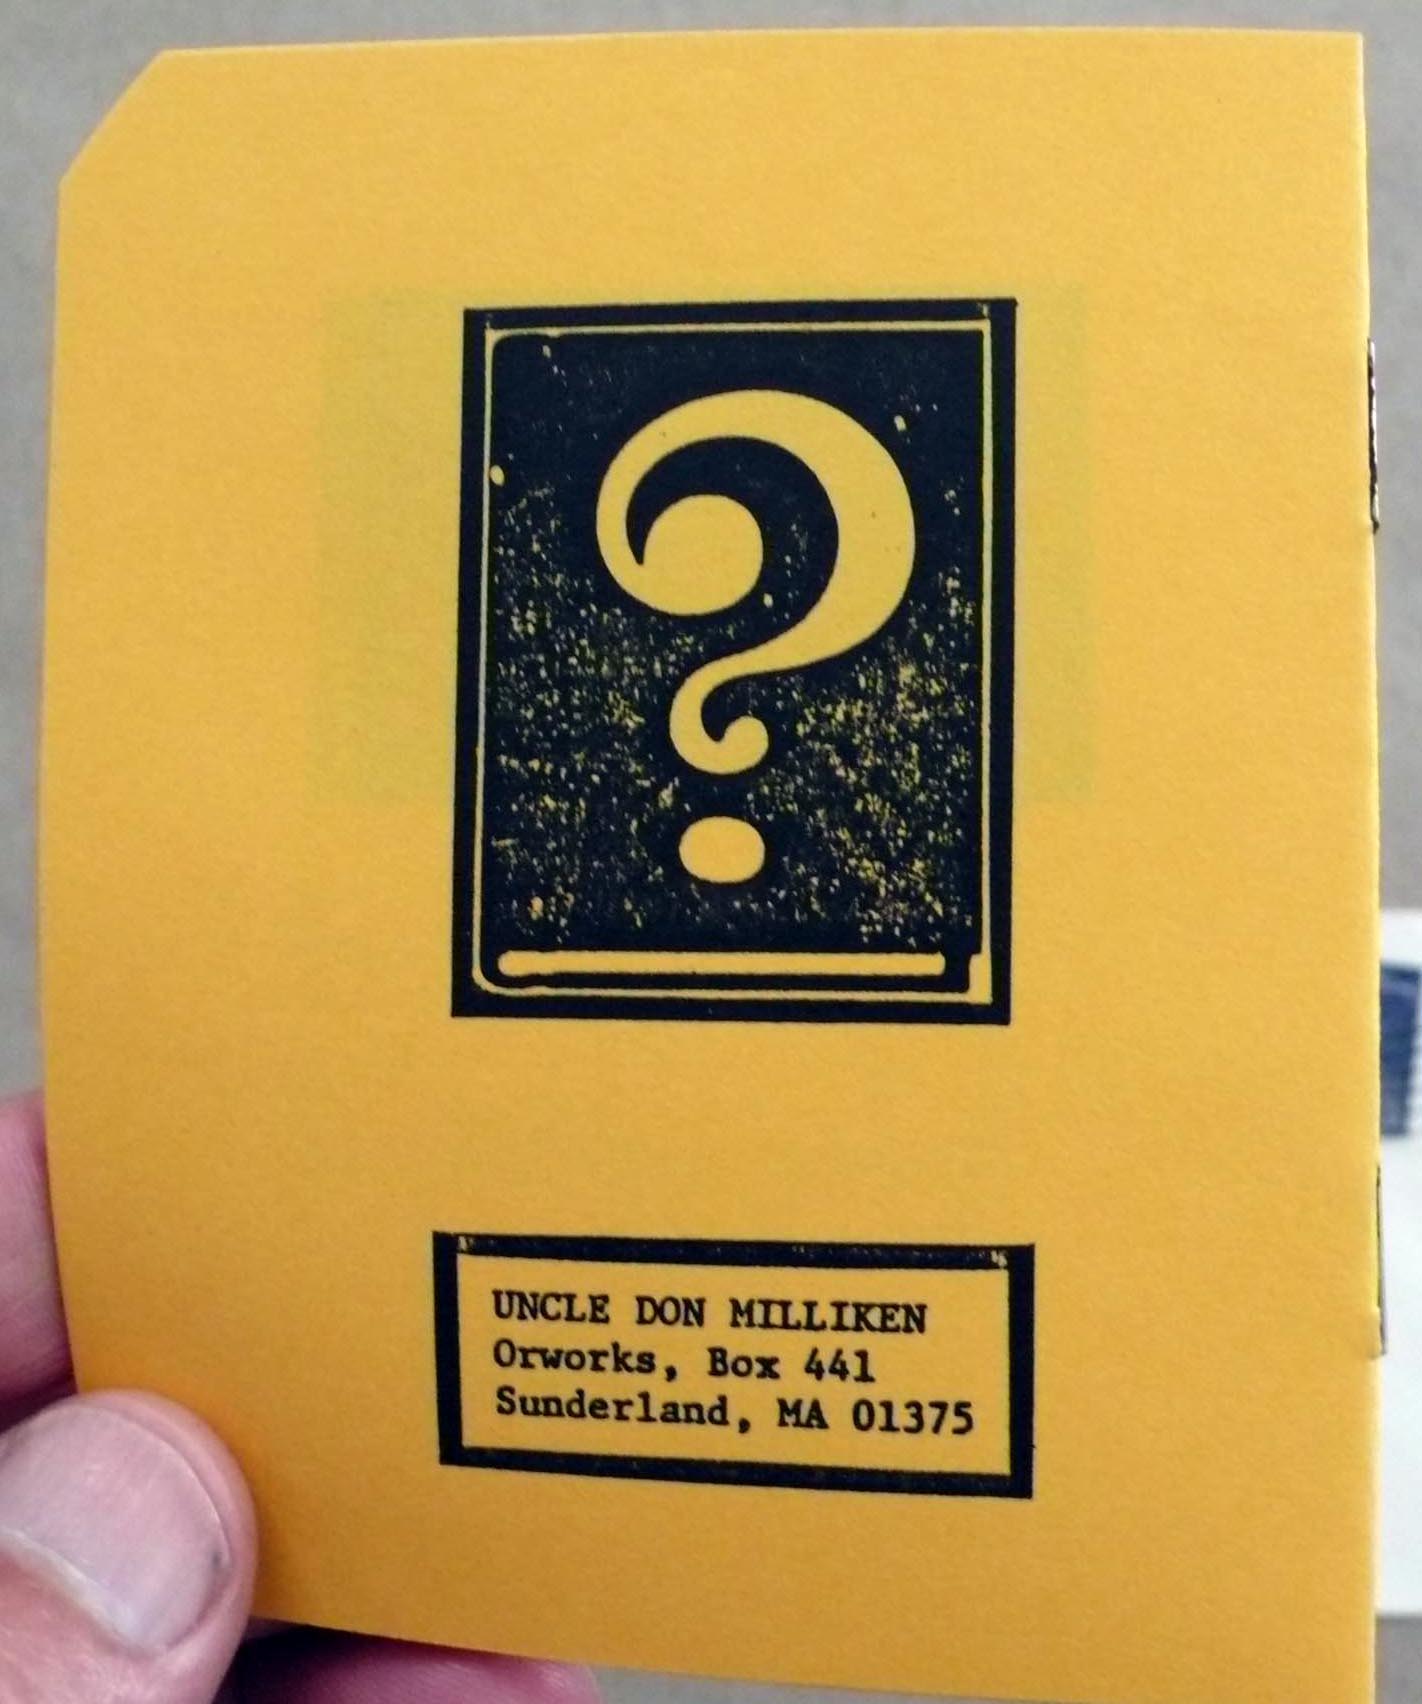 ?
UNCLE DON MILLIKEN
Orworks, Box 441
Sunderland, MA 01375